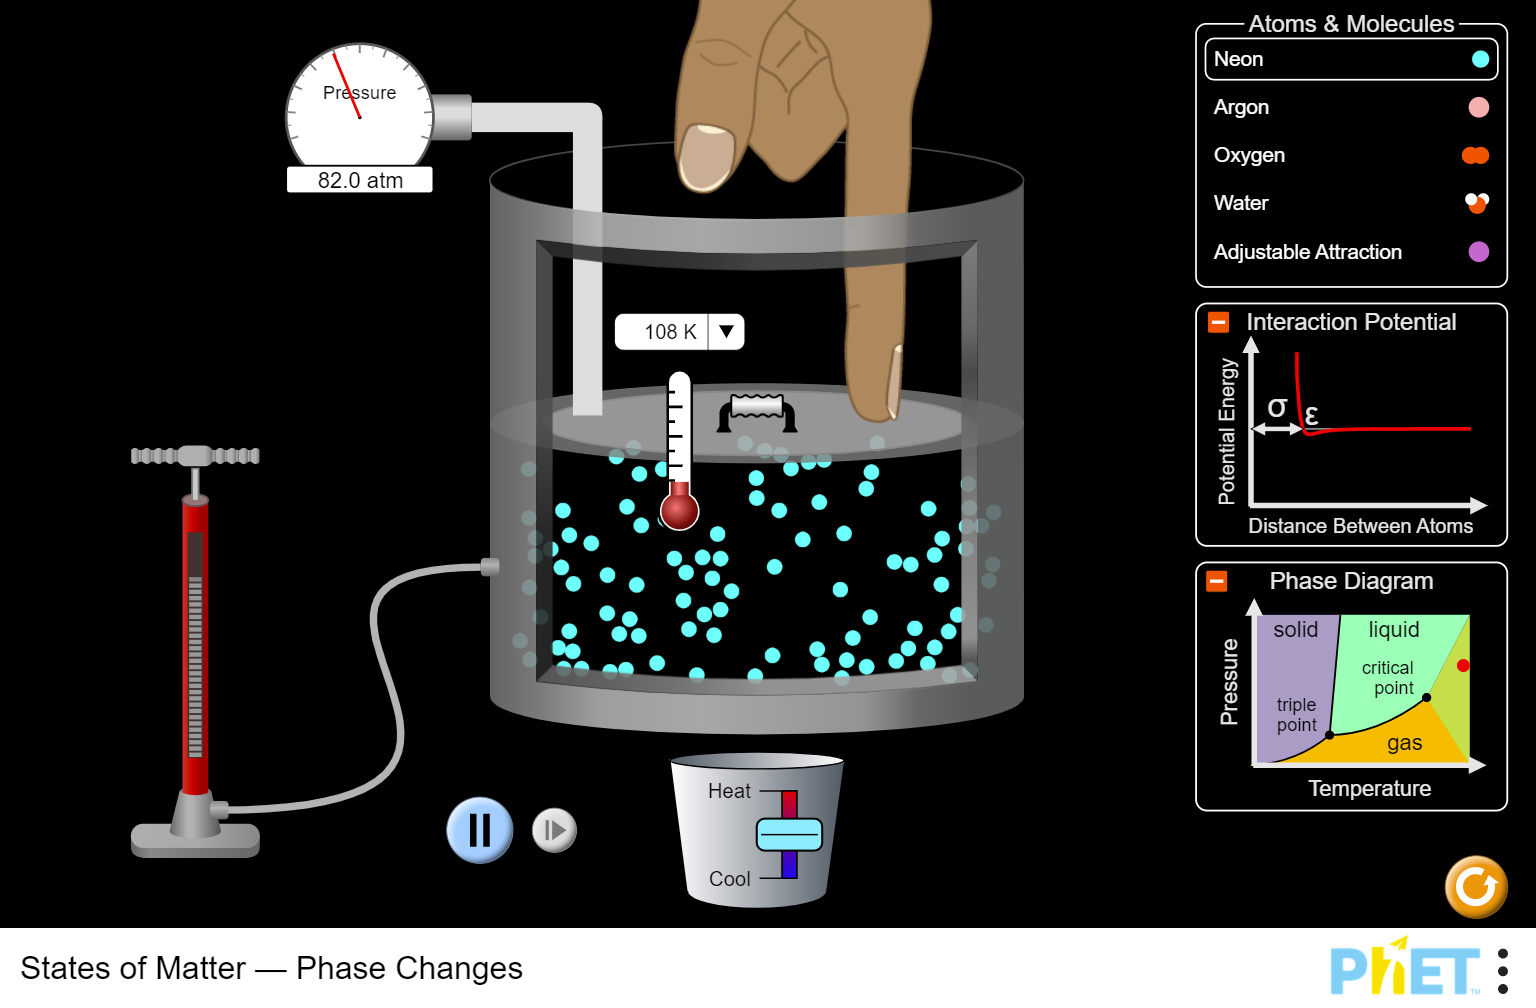 Pressure
82.0 atm
108 K
Heat
Cool
Atoms & Molecules
Neon
Argon
Oxygen
Water
Adjustable Attraction
Interaction Potential
Potential Energy
σ
ε
Distance Between Atoms
Phase Diagram
Pressure
solid
liquid
critical
point
triple
point
gas
Temperature
States of Matter — Phase Changes
PhET
TM